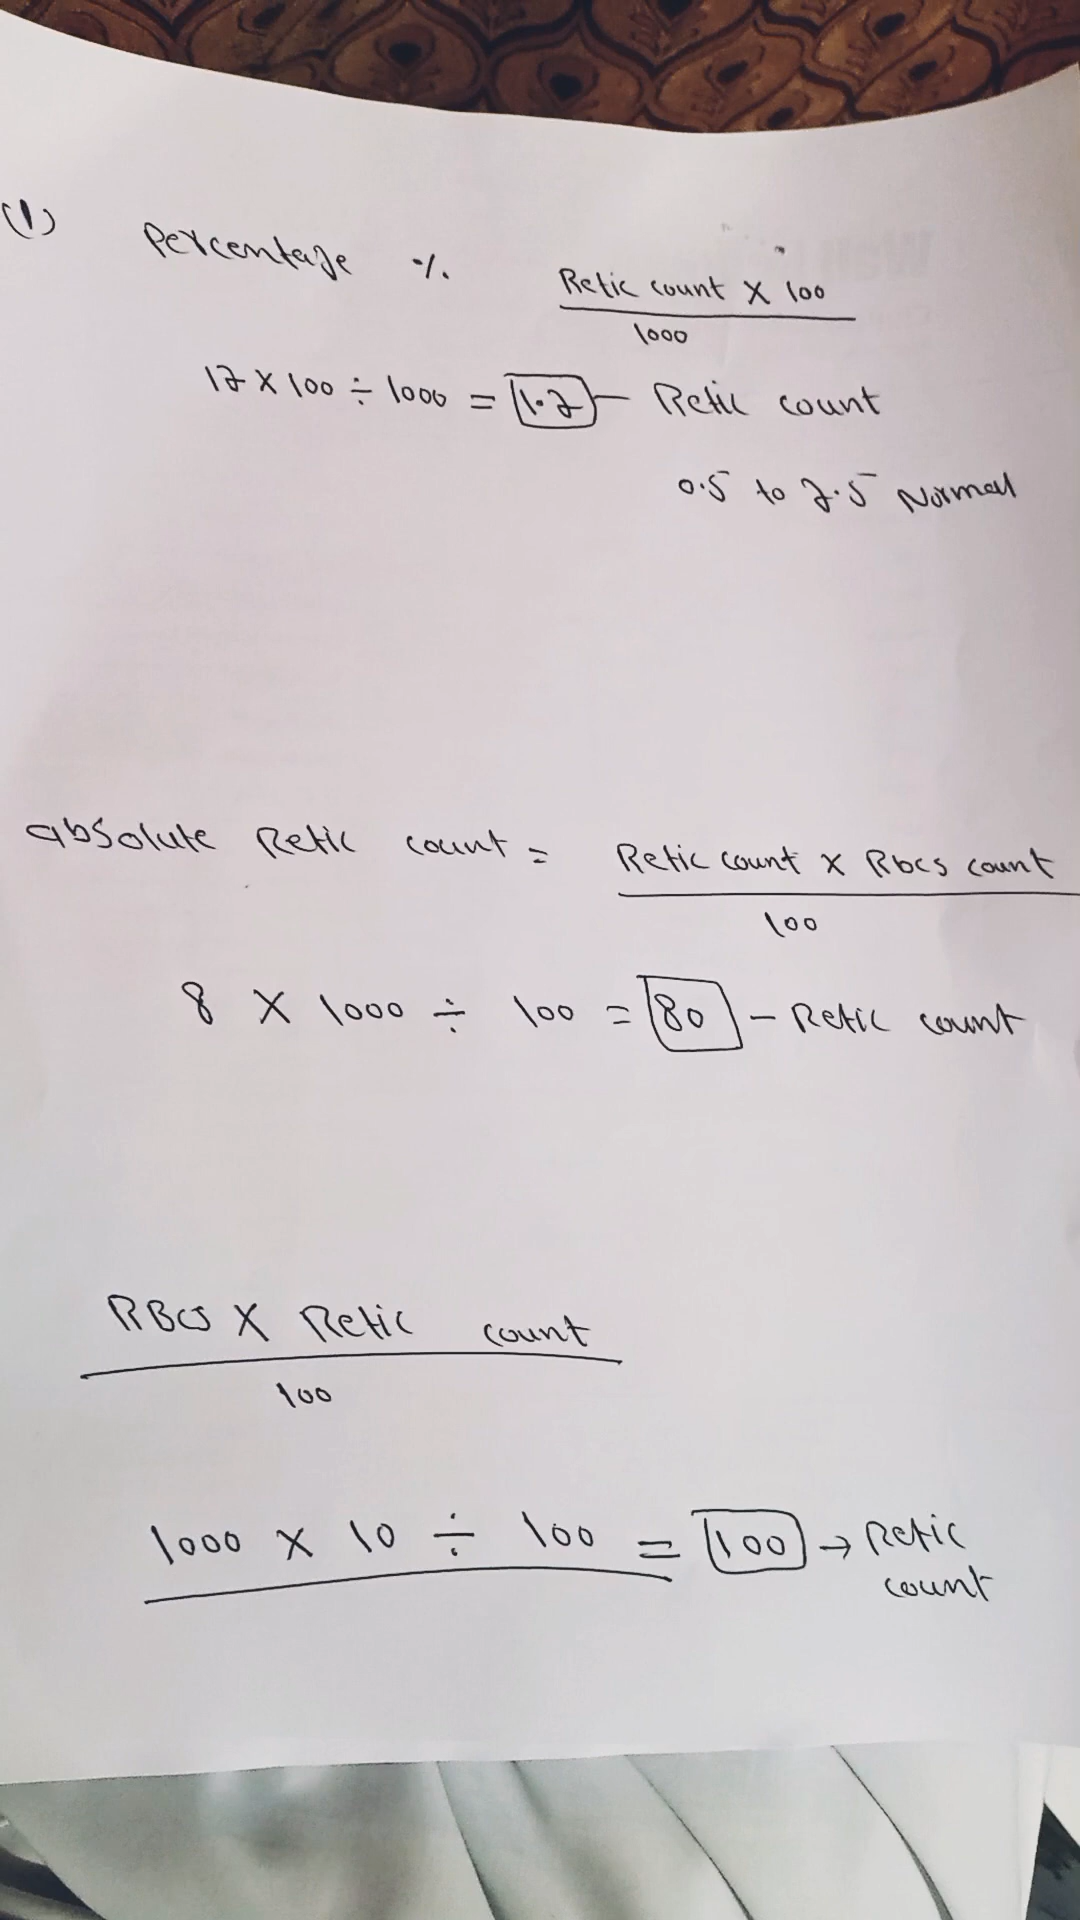 (1)
Percentage %
Retic count X 100
1000
12 X 100 ÷ 1000 = 1.2 – Retic count
0.5 to 2.5 Normal
absolute Retic count =
Retic count x Rbcs count
100
8 X 1000 ÷ 100 = 80 – Retic count
RBCs X Retic count
100
1000 X 10 ÷ 100 = 100 → Retic
count